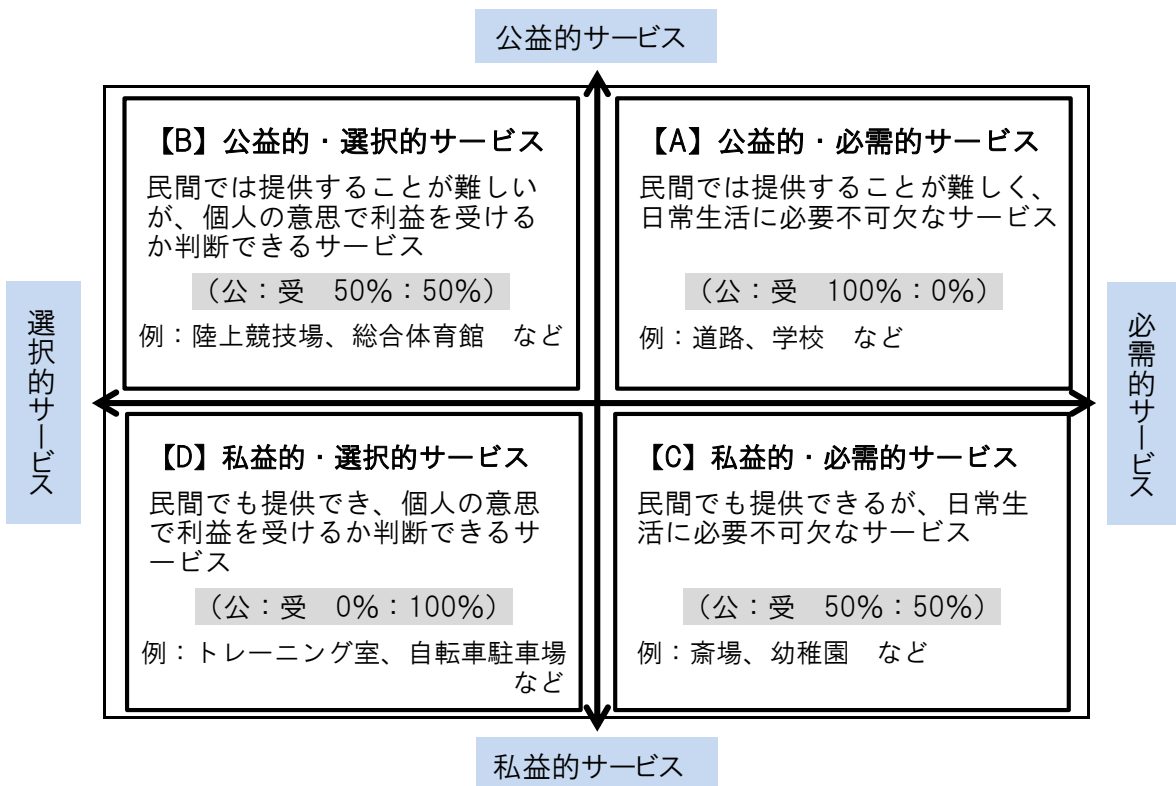 公益的サービス
【B】公益的・選択的サービス
民間では提供することが難しい
が、個人の意思で利益を受ける
か判断できるサービス
（公：受　50%：50%）
例：陸上競技場、総合体育館　など
【A】公益的・必需的サービス
民間では提供することが難しく、
日常生活に必要不可欠なサービス
（公：受　100%：0%）
例：道路、学校　など
選択的サービス
必需的サービス
【D】私益的・選択的サービス
民間でも提供でき、個人の意思
で利益を受けるか判断できるサ
ービス
（公：受　0%：100%）
例：トレーニング室、自転車駐車場
など
【C】私益的・必需的サービス
民間でも提供できるが、日常生
活に必要不可欠なサービス
（公：受　50%：50%）
例：斎場、幼稚園　など
私益的サービス